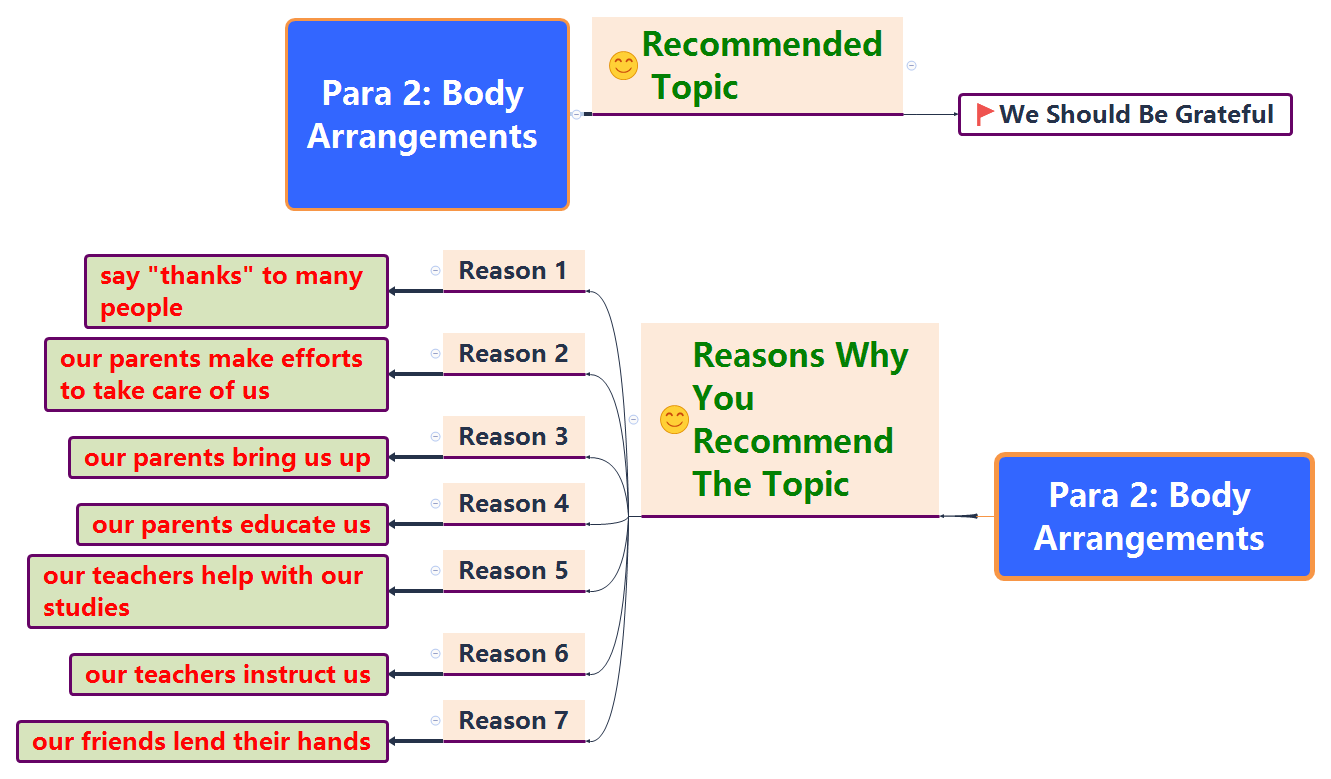 Para 2: Body
Arrangements
Recommended
Topic
We Should Be Grateful
Para 2: Body
Arrangements
Reasons Why
You
Recommend
The Topic
Reason 1
say "thanks" to many
people
Reason 2
our parents make efforts
to take care of us
Reason 3
our parents bring us up
Reason 4
our parents educate us
Reason 5
our teachers help with our
studies
Reason 6
our teachers instruct us
Reason 7
our friends lend their hands